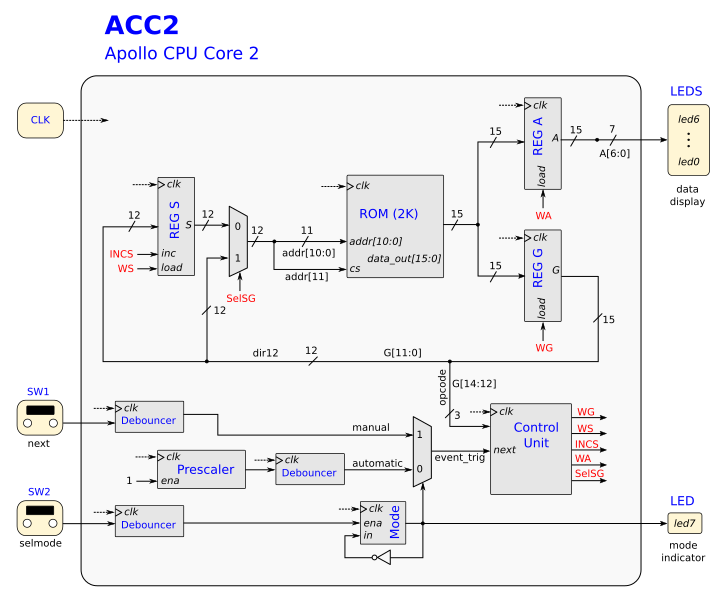 ACC2
Apollo CPU Core 2
CLK
clk
REG S
S
inc
load
12
12
INCS
WS
0
1
SelSG
12
12
11
addr[10:0]
addr[11]
clk
ROM (2K)
addr[10:0]
data_out[15:0]
cs
15
15
clk
REG A
A
load
WA
15
7
A[6:0]
LEDS
led6
led0
data
display
15
clk
REG G
G
load
WG
15
dir12
12
G[11:0]
opcode
G[14:12]
3
SW1
next
clk
Debouncer
manual
clk
Prescaler
1
ena
clk
Debouncer
automatic
1
0
event_trig
clk
Control
Unit
next
WG
WS
INCS
WA
SelSG
SW2
selmode
clk
Debouncer
clk
ena
in
Mode
LED
led7
mode
indicator